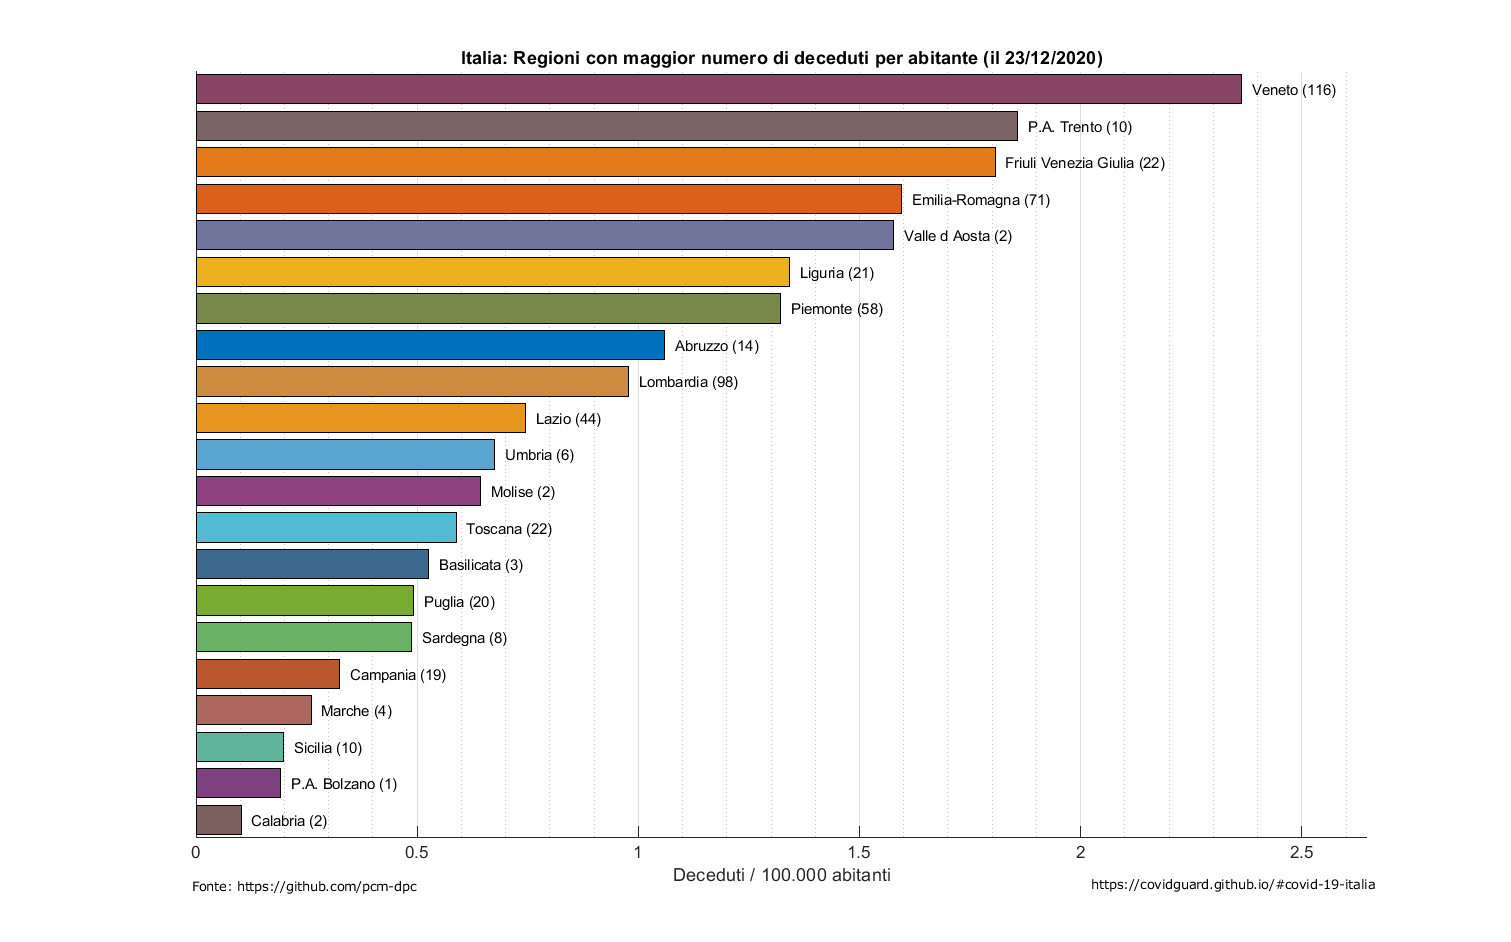 Italia: Regioni con maggior numero di deceduti per abitante (il 23/12/2020)
Veneto (116)
P.A. Trento (10)
Friuli Venezia Giulia (22)
Emilia-Romagna (71)
Valle d Aosta (2)
Liguria (21)
Piemonte (58)
Abruzzo (14)
Lombardia (98)
Lazio (44)
Umbria (6)
Molise (2)
Toscana (22)
Basilicata (3)
Puglia (20)
Sardegna (8)
Campania (19)
Marche (4)
Sicilia (10)
P.A. Bolzano (1)
Calabria (2)
0 0.5 1 1.5 2 2.5
Deceduti / 100.000 abitanti
Fonte: https://github.com/pcm-dpc
https://covidguard.github.io/#covid-19-italia